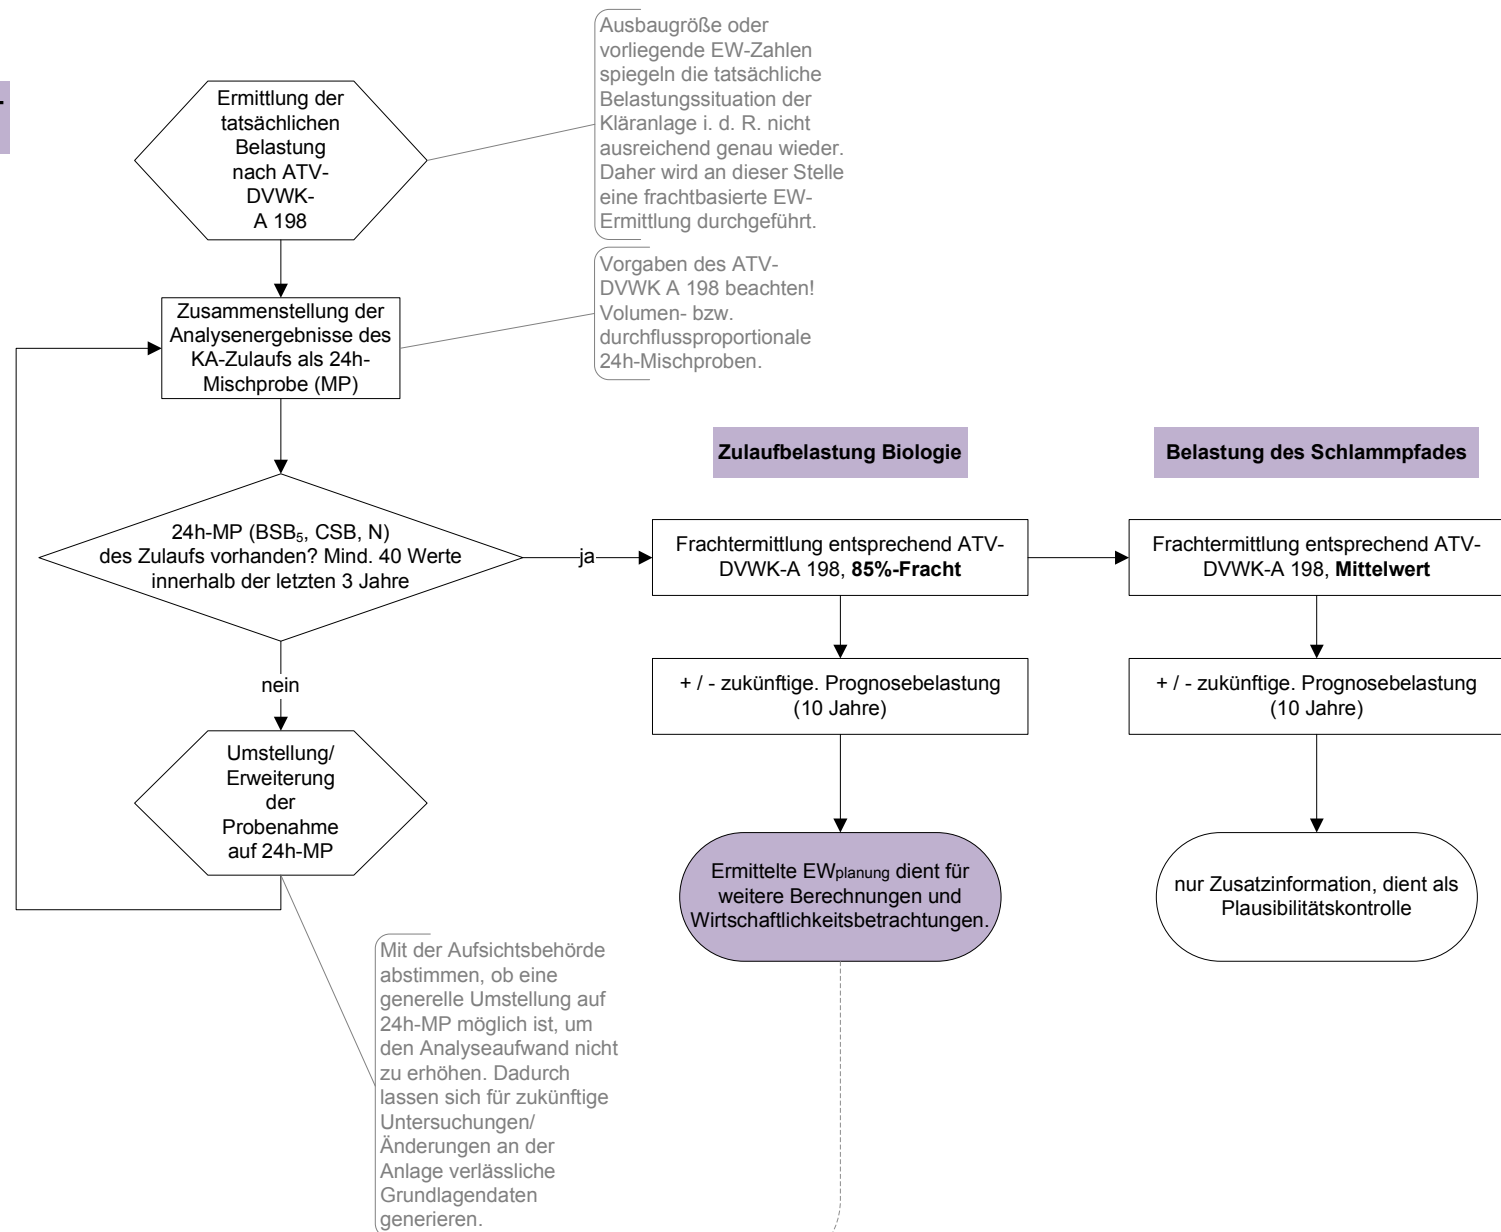 Ermittlung der
tatsächlichen
Belastung
nach ATV-
DVWK-
A 198
Ausbaugröße oder
vorliegende EW-Zahlen
spiegeln die tatsächliche
Belastungssituation der
Kläranlage i. d. R. nicht
ausreichend genau wieder.
Daher wird an dieser Stelle
eine frachtbasierte EW-
Ermittlung durchgeführt.
Zusammenstellung der
Analysenergebnisse des
KA-Zulaufs als 24h-
Mischprobe (MP)
Vorgaben des ATV-
DVWK A 198 beachten!
Volumen- bzw.
durchflussproportionale
24h-Mischproben.
Zulaufbelastung Biologie
Belastung des Schlammpfades
24h-MP (BSB₅, CSB, N)
des Zulaufs vorhanden? Mind. 40 Werte
innerhalb der letzten 3 Jahre
ja
Frachtermittlung entsprechend ATV-
DVWK-A 198, 85%-Fracht
Frachtermittlung entsprechend ATV-
DVWK-A 198, Mittelwert
nein
+ / - zukünftige. Prognosebelastung
(10 Jahre)
+ / - zukünftige. Prognosebelastung
(10 Jahre)
Umstellung/
Erweiterung
der
Probenahme
auf 24h-MP
Ermittelte EWplanung dient für
weitere Berechnungen und
Wirtschaftlichkeitsbetrachtungen.
nur Zusatzinformation, dient als
Plausibilitätskontrolle
Mit der Aufsichtsbehörde
abstimmen, ob eine
generelle Umstellung auf
24h-MP möglich ist, um
den Analyseaufwand nicht
zu erhöhen. Dadurch
lassen sich für zukünftige
Untersuchungen/
Änderungen an der
Anlage verlässliche
Grundlagendaten
generieren.